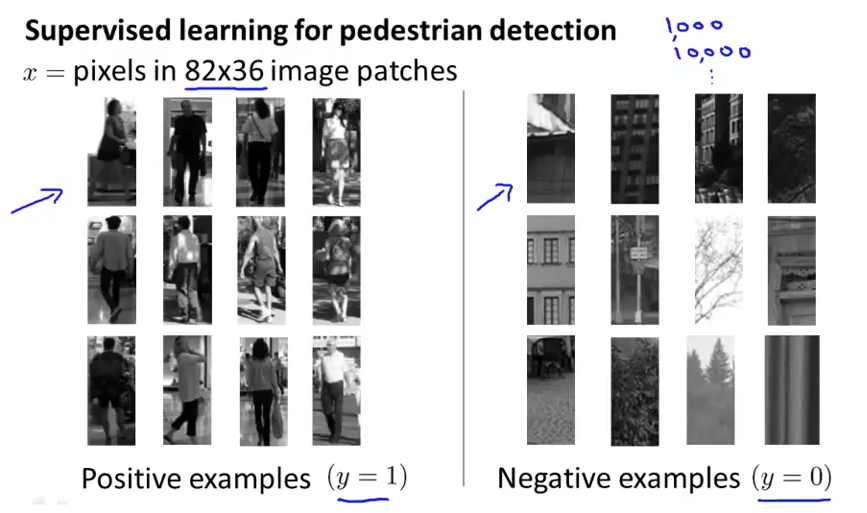 Supervised learning for pedestrian detection
x = pixels in 82x36 image patches
1,000
10,000
⋮
Positive examples (y = 1)
Negative examples (y = 0)